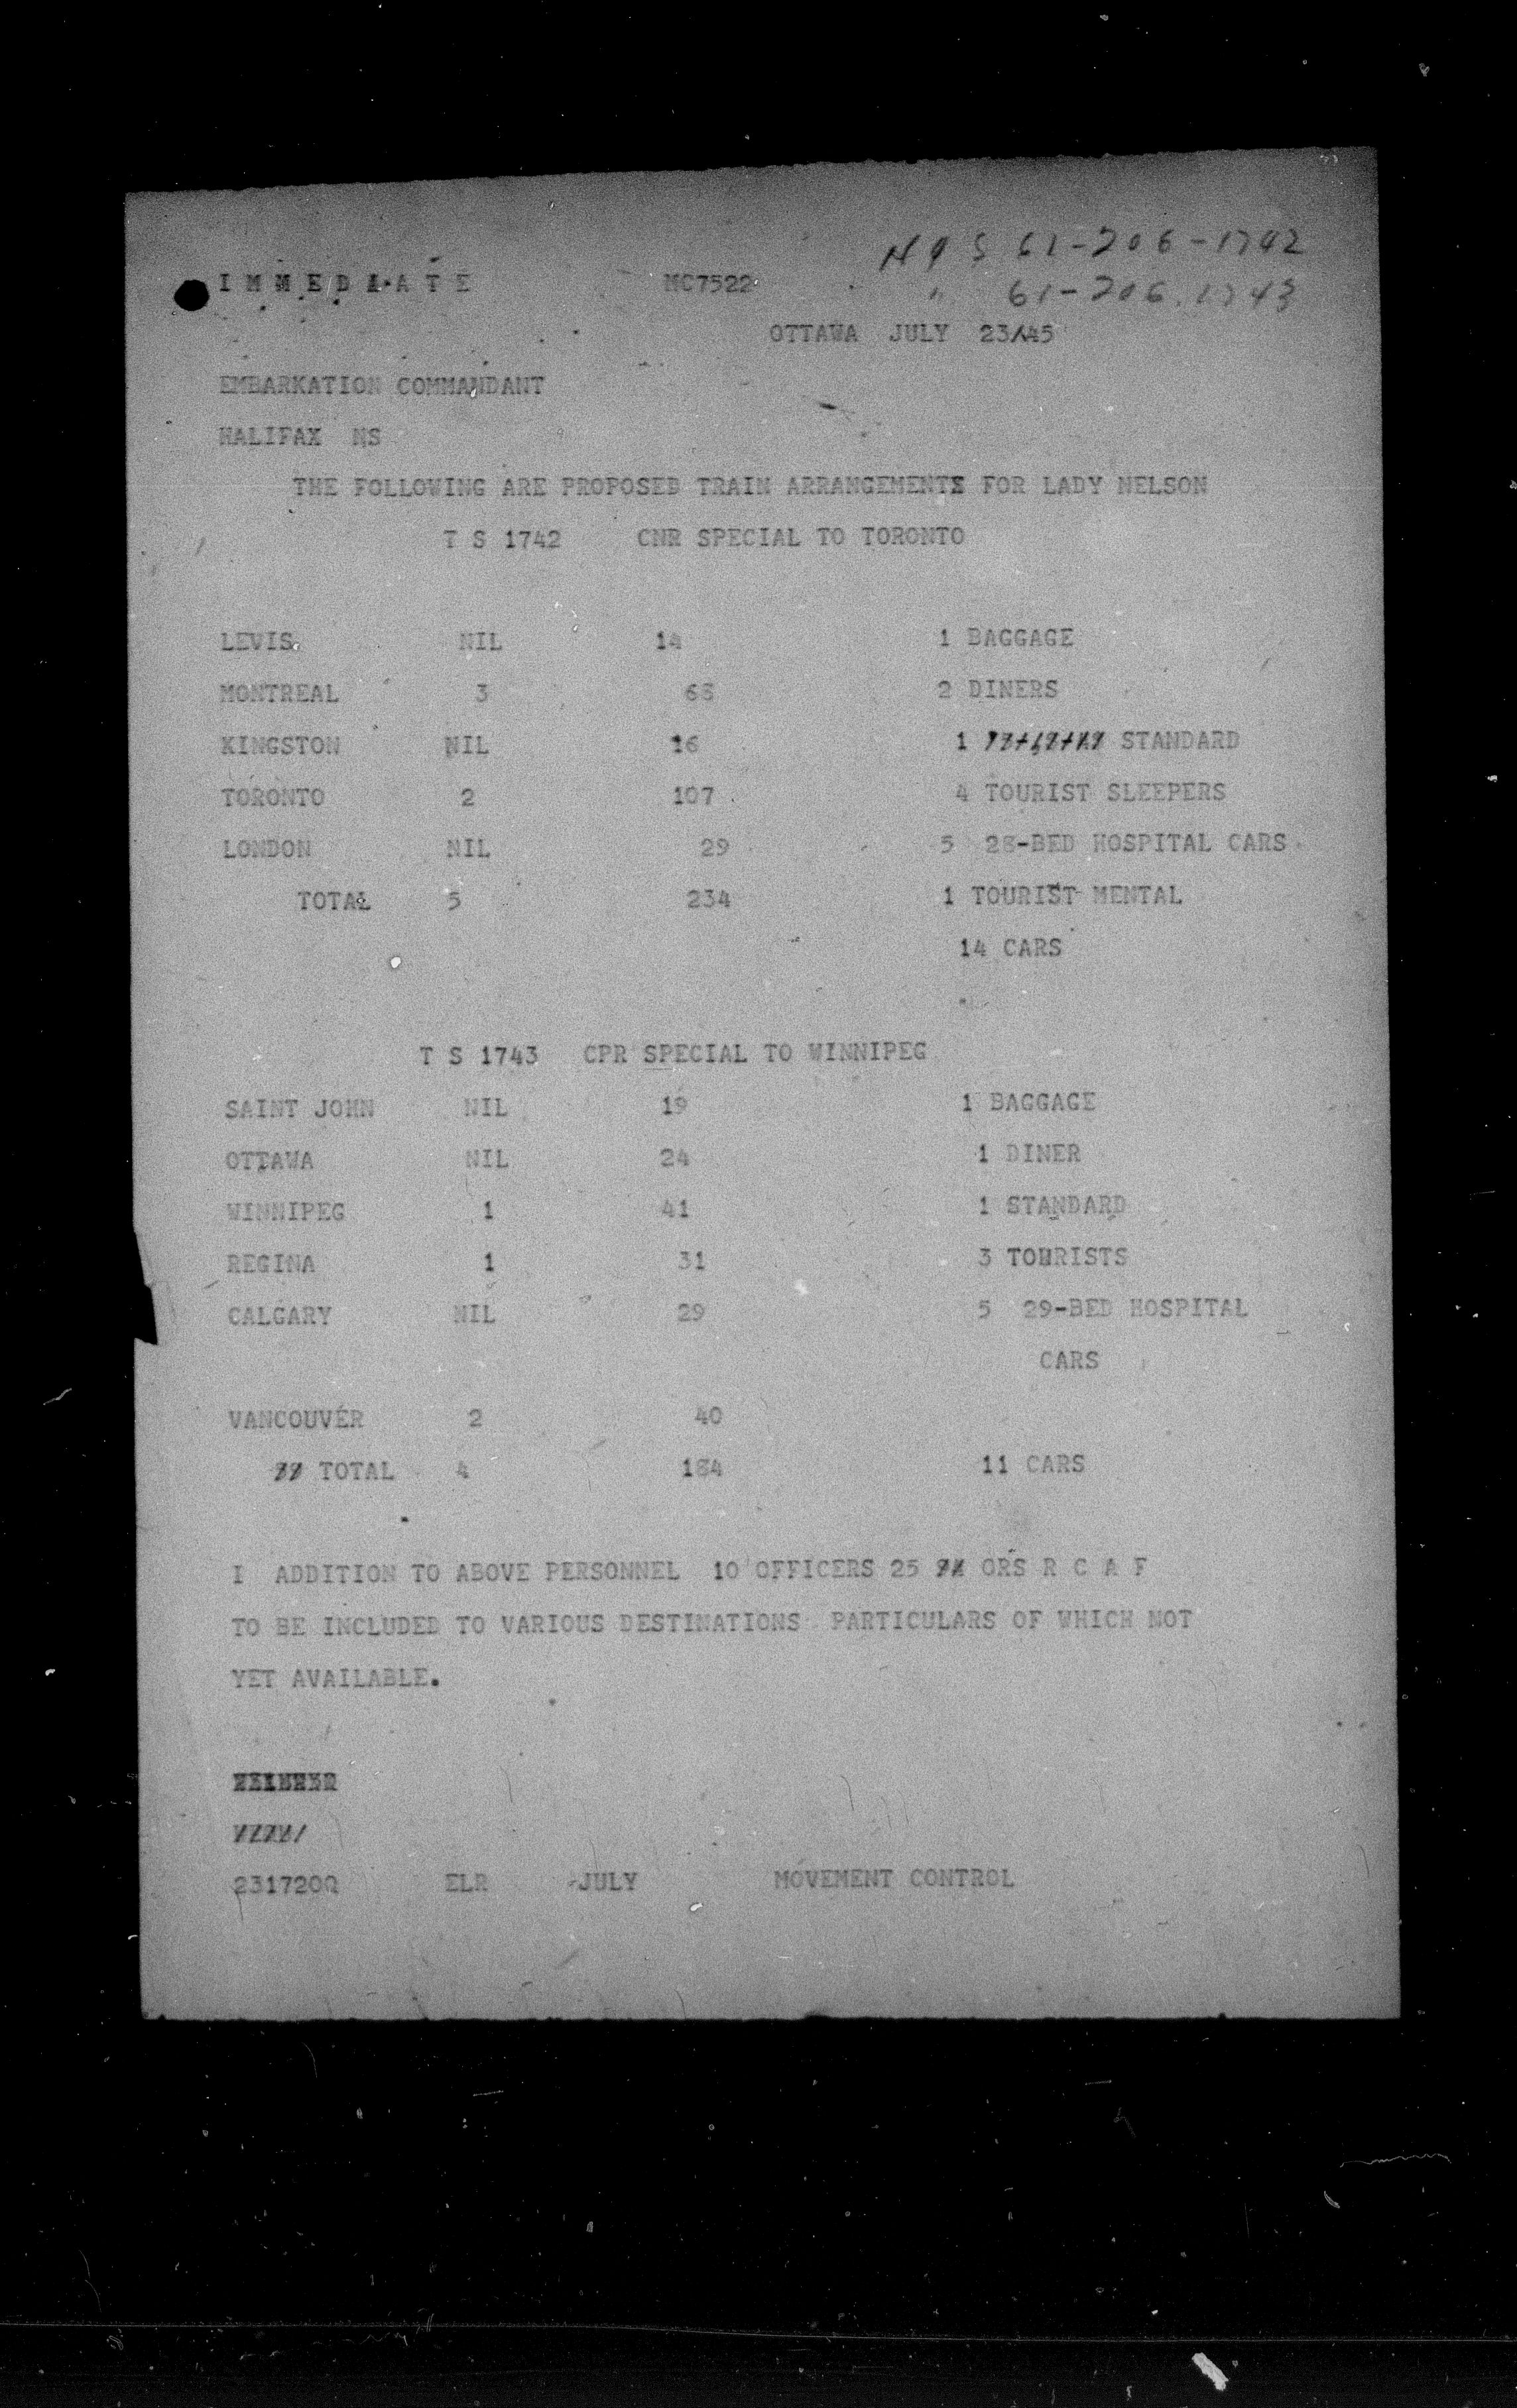 HQ S 61-206-1742
I M M E D I A T E MC7522 " 61-206.1743
OTTAWA JULY 23/45
EMBARKATION COMMANDANT
HALIFAX NS
THE FOLLOWING ARE PROPOSED TRAIN ARRANGEMENTS FOR LADY NELSON
T S 1742 CNR SPECIAL TO TORONTO
LEVIS NIL 14 1 BAGGAGE
MONTREAL 3 68 2 DINERS
KINGSTON NIL 16 1 STANDARD
TORONTO 2 107 4 TOURIST SLEEPERS
LONDON NIL 29 5 28-BED HOSPITAL CARS
TOTAL 5 234 1 TOURIST MENTAL
14 CARS
T S 1743 CPR SPECIAL TO WINNIPEG
SAINT JOHN NIL 19 1 BAGGAGE
OTTAWA NIL 24 1 DINER
WINNIPEG 1 41 1 STANDARD
REGINA 1 31 3 TOURISTS
CALGARY NIL 29 5 29-BED HOSPITAL
CARS
VANCOUVER 2 40
TOTAL 4 184 11 CARS
I ADDITION TO ABOVE PERSONNEL 10 OFFICERS 25 ORS R C A F
TO BE INCLUDED TO VARIOUS DESTINATIONS PARTICULARS OF WHICH NOT
YET AVAILABLE.
231720Q ELR JULY MOVEMENT CONTROL